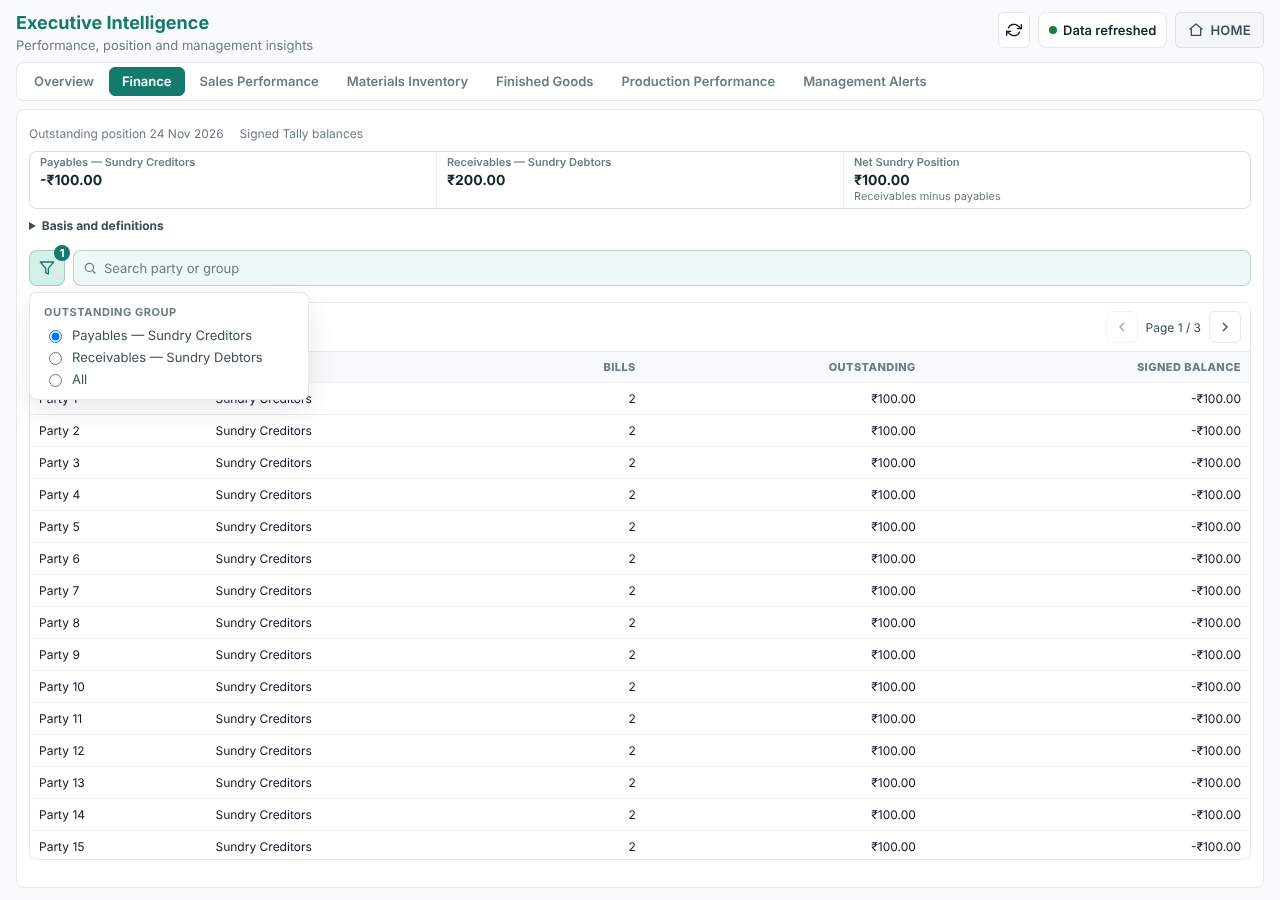 Executive Intelligence
Performance, position and management insights
Data refreshed
HOME
Overview Finance Sales Performance Materials Inventory Finished Goods Production Performance Management Alerts
Outstanding position 24 Nov 2026 Signed Tally balances
Payables — Sundry Creditors
-₹100.00
Receivables — Sundry Debtors
₹200.00
Net Sundry Position
₹100.00
Receivables minus payables
Basis and definitions
1
Search party or group
OUTSTANDING GROUP
Payables — Sundry Creditors
Receivables — Sundry Debtors
All
Page 1 / 3
BILLS OUTSTANDING SIGNED BALANCE
Party 1 Sundry Creditors 2 ₹100.00 -₹100.00
Party 2 Sundry Creditors 2 ₹100.00 -₹100.00
Party 3 Sundry Creditors 2 ₹100.00 -₹100.00
Party 4 Sundry Creditors 2 ₹100.00 -₹100.00
Party 5 Sundry Creditors 2 ₹100.00 -₹100.00
Party 6 Sundry Creditors 2 ₹100.00 -₹100.00
Party 7 Sundry Creditors 2 ₹100.00 -₹100.00
Party 8 Sundry Creditors 2 ₹100.00 -₹100.00
Party 9 Sundry Creditors 2 ₹100.00 -₹100.00
Party 10 Sundry Creditors 2 ₹100.00 -₹100.00
Party 11 Sundry Creditors 2 ₹100.00 -₹100.00
Party 12 Sundry Creditors 2 ₹100.00 -₹100.00
Party 13 Sundry Creditors 2 ₹100.00 -₹100.00
Party 14 Sundry Creditors 2 ₹100.00 -₹100.00
Party 15 Sundry Creditors 2 ₹100.00 -₹100.00